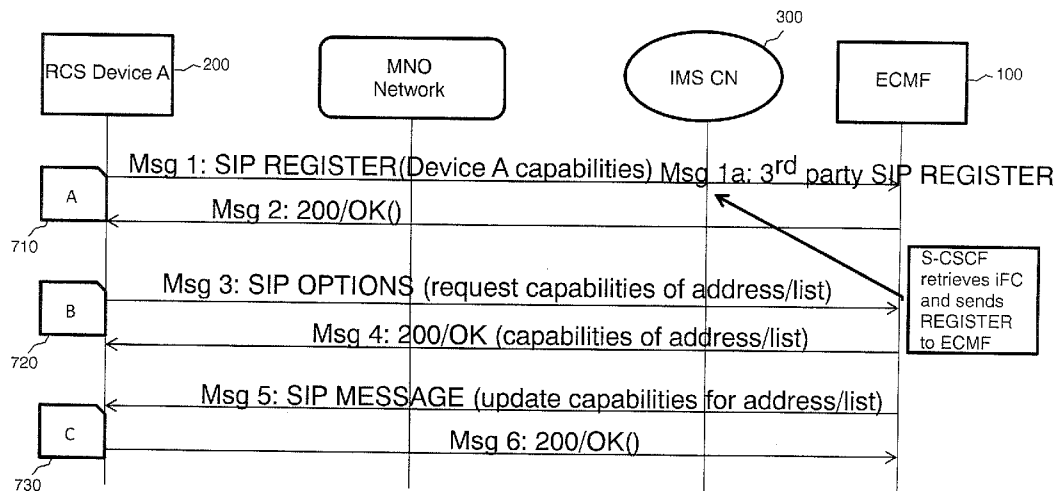 RCS Device A
200
MNO
Network
300
IMS CN
ECMF
100
Msg 1: SIP REGISTER(Device A capabilities)
Msg 1a: 3rd party SIP REGISTER
A
710
Msg 2: 200/OK()
S-CSCF
retrieves iFC
and sends
REGISTER
to ECMF
Msg 3: SIP OPTIONS (request capabilities of address/list)
B
720
Msg 4: 200/OK (capabilities of address/list)
Msg 5: SIP MESSAGE (update capabilities for address/list)
C
730
Msg 6: 200/OK()